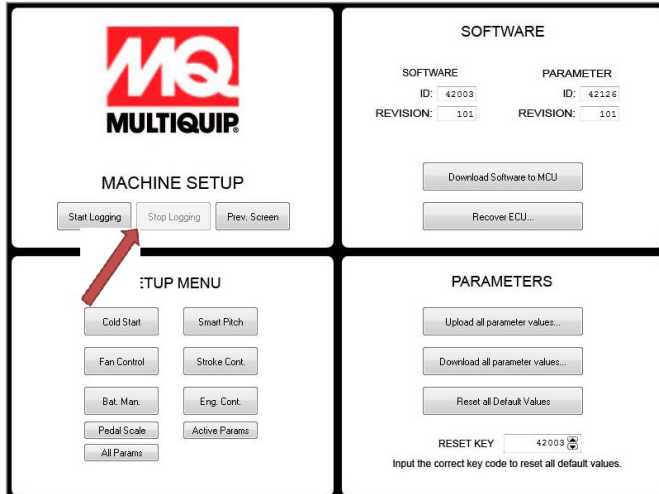 MQ
MULTIQUIP®
MACHINE SETUP
Start Logging Stop Logging Prev. Screen
SOFTWARE
SOFTWARE PARAMETER
ID: 42003 ID: 42126
REVISION: 101 REVISION: 101
Download Software to MCU
Recover ECU...
ETUP MENU
Cold Start Smart Pitch
Fan Control Stroke Cont.
Bat. Man. Eng. Cont.
Pedal Scale Active Params
All Params
PARAMETERS
Upload all parameter values...
Download all parameter values...
Reset all Default Values
RESET KEY 42003
Input the correct key code to reset all default values.